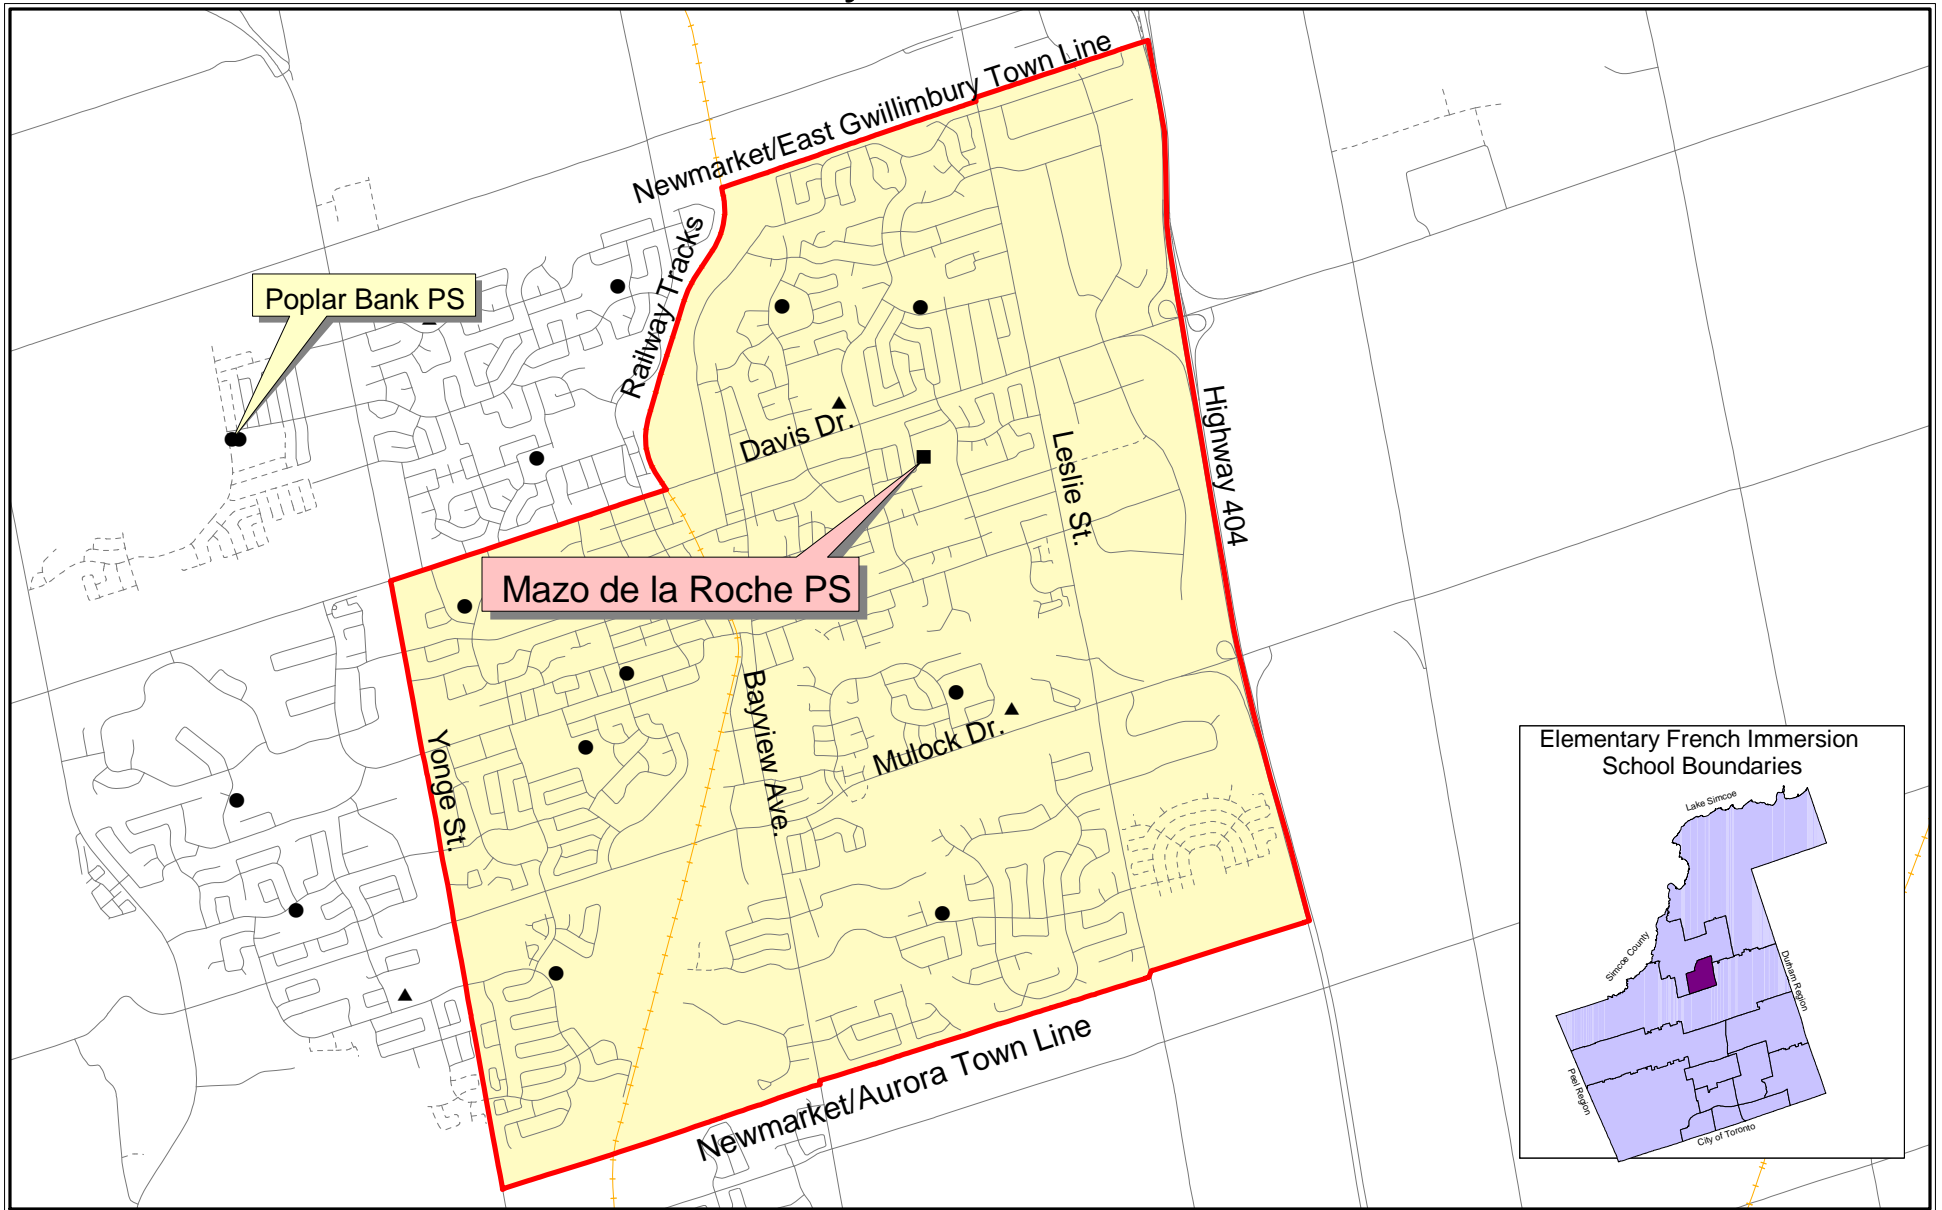 Newmarket/East Gwillimbury Town Line
Railway Tracks
Poplar Bank PS
Davis Dr.
Leslie St.
Highway 404
Mazo de la Roche PS
Yonge St.
Bayview Ave.
Mulock Dr.
Newmarket/Aurora Town Line
Elementary French Immersion
School Boundaries
Lake Simcoe
Simcoe County
Durham Region
Peel Region
City of Toronto